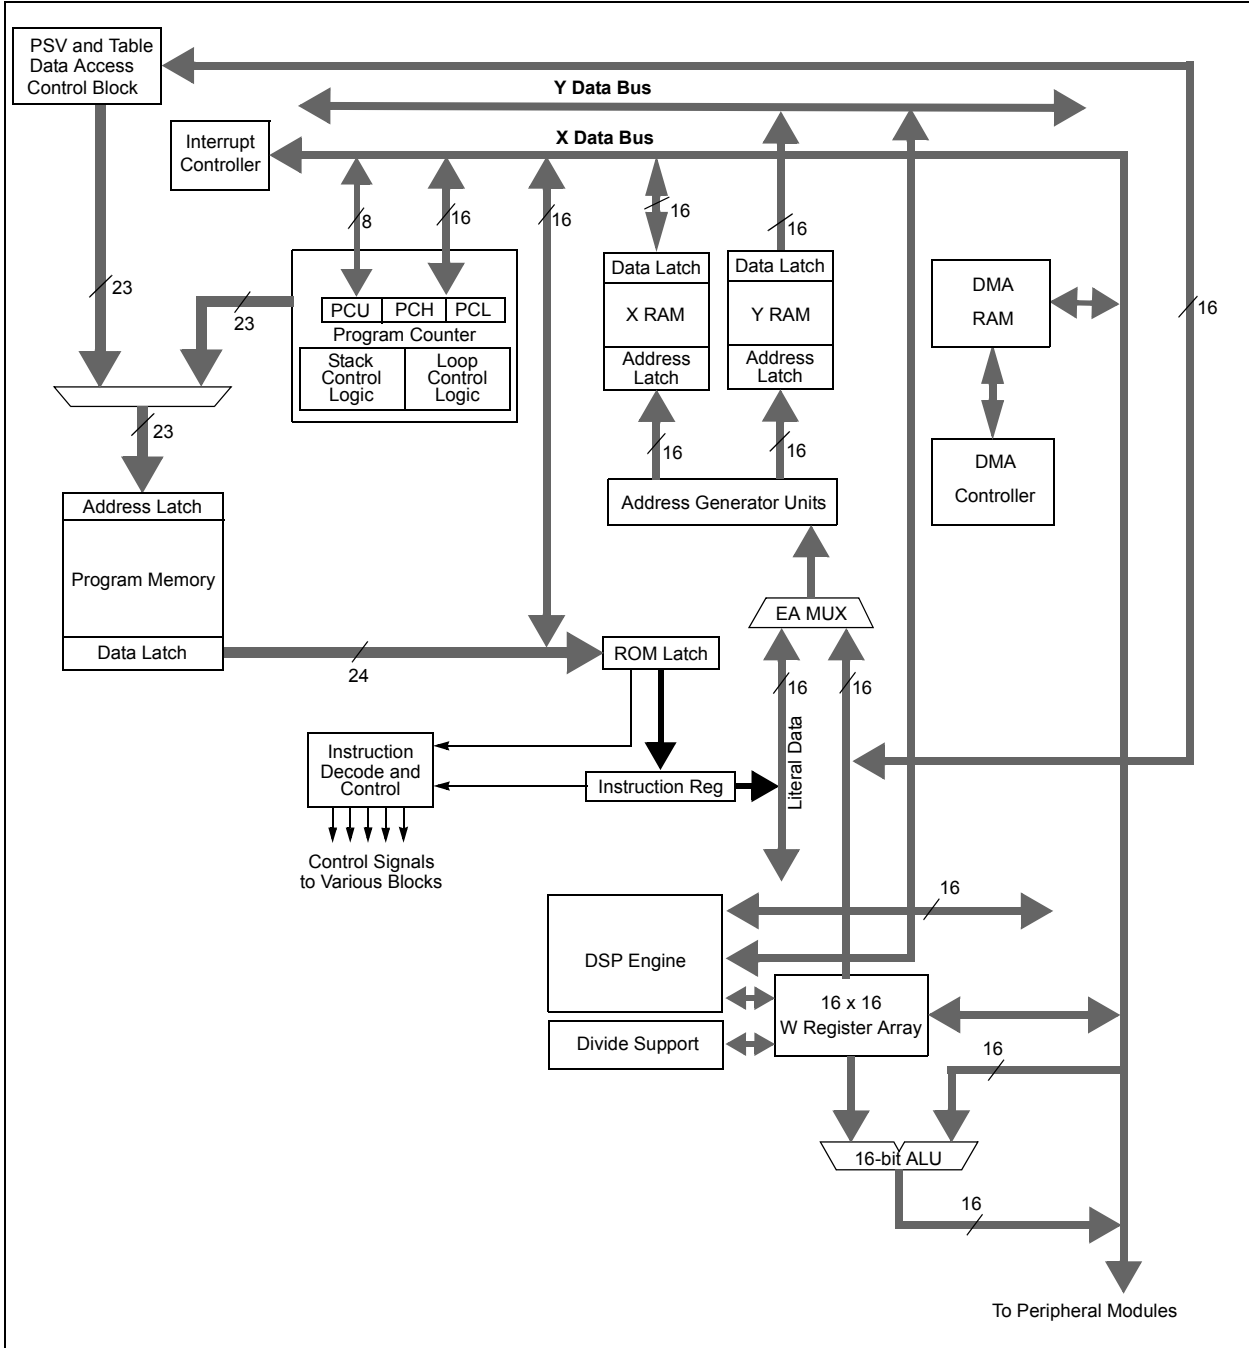 PSV and Table
Data Access
Control Block
Y Data Bus
Interrupt
Controller
X Data Bus
8
16
16
16
16
23
23
16
PCU
PCH
PCL
Program Counter
Stack
Control
Logic
Loop
Control
Logic
Data Latch
X RAM
Address
Latch
Data Latch
Y RAM
Address
Latch
DMA
RAM
23
16
16
DMA
Controller
Address Latch
Program Memory
Data Latch
Address Generator Units
EA MUX
24
ROM Latch
16
16
Literal Data
Instruction
Decode and
Control
Instruction Reg
Control Signals
to Various Blocks
16
DSP Engine
16 x 16
W Register Array
Divide Support
16
16-bit ALU
16
To Peripheral Modules